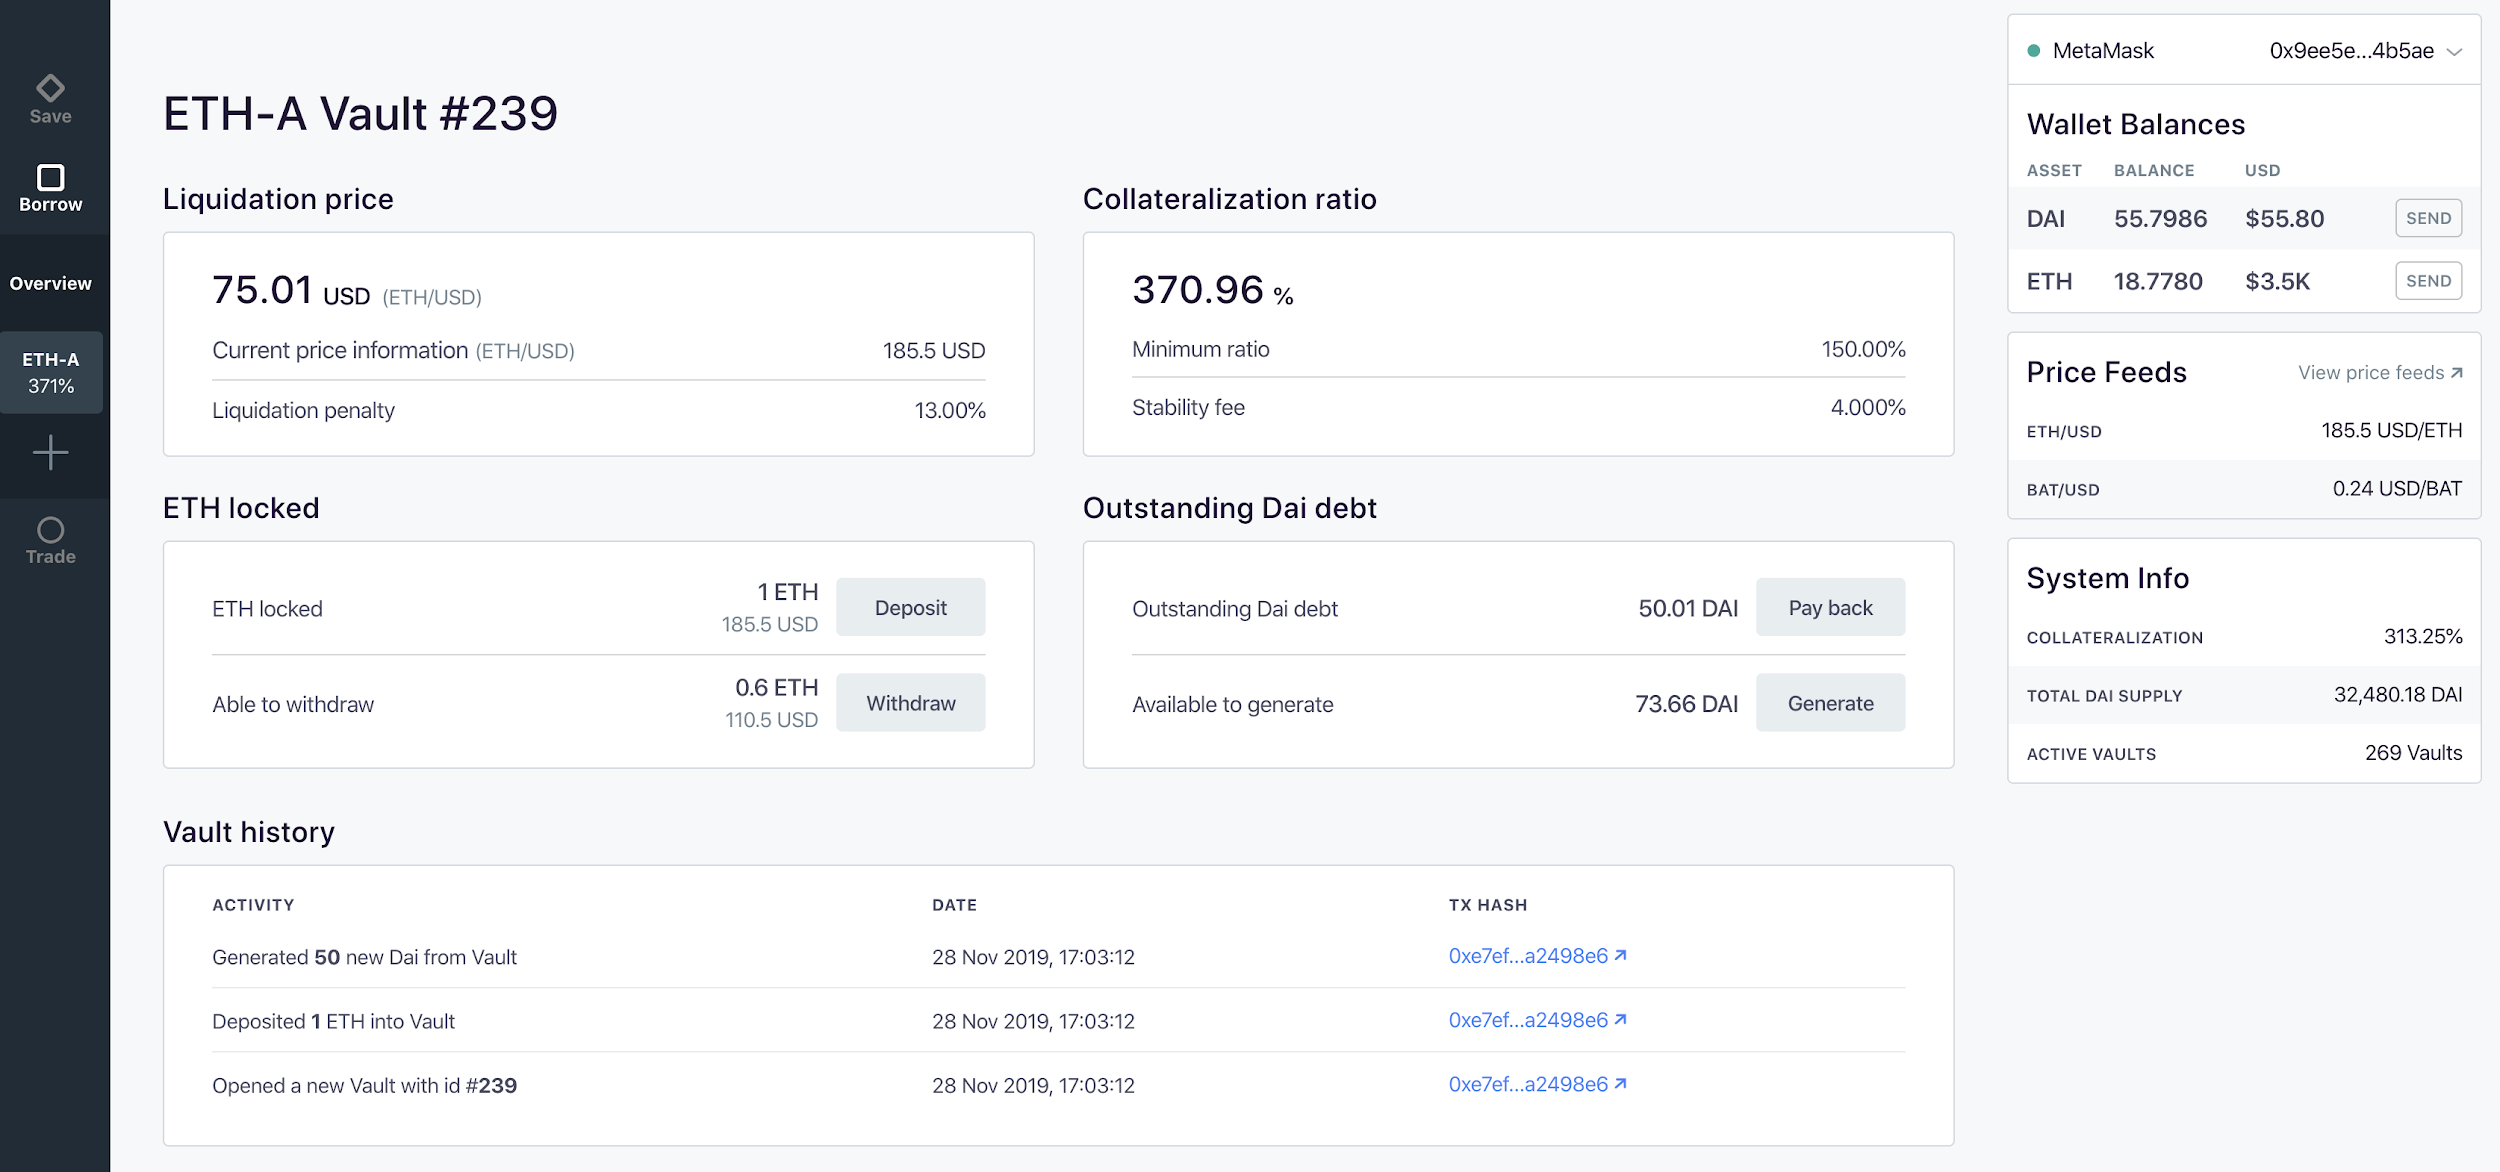 Save
Borrow
Overview
ETH-A
371%
Trade
ETH-A Vault #239
Liquidation price
75.01 USD (ETH/USD)
Current price information (ETH/USD) 185.5 USD
Liquidation penalty 13.00%
Collateralization ratio
370.96 %
Minimum ratio 150.00%
Stability fee 4.000%
ETH locked
ETH locked 1 ETH Deposit
185.5 USD
Able to withdraw 0.6 ETH Withdraw
110.5 USD
Outstanding Dai debt
Outstanding Dai debt 50.01 DAI Pay back
Available to generate 73.66 DAI Generate
Vault history
ACTIVITY DATE TX HASH
Generated 50 new Dai from Vault 28 Nov 2019, 17:03:12 0xe7ef...a2498e6
Deposited 1 ETH into Vault 28 Nov 2019, 17:03:12 0xe7ef...a2498e6
Opened a new Vault with id #239 28 Nov 2019, 17:03:12 0xe7ef...a2498e6
MetaMask 0x9ee5e...4b5ae
Wallet Balances
ASSET BALANCE USD
DAI 55.7986 $55.80 SEND
ETH 18.7780 $3.5K SEND
Price Feeds View price feeds
ETH/USD 185.5 USD/ETH
BAT/USD 0.24 USD/BAT
System Info
COLLATERALIZATION 313.25%
TOTAL DAI SUPPLY 32,480.18 DAI
ACTIVE VAULTS 269 Vaults